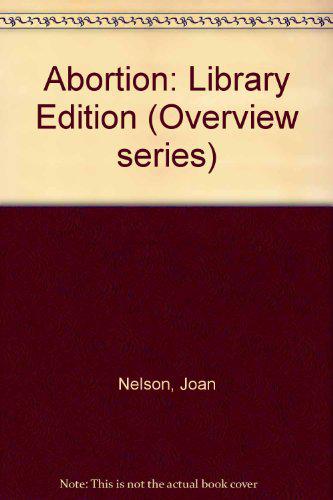 Abortion: Library
Edition (Overview
series)
Nelson, Joan
Note: This is not the actual book cover